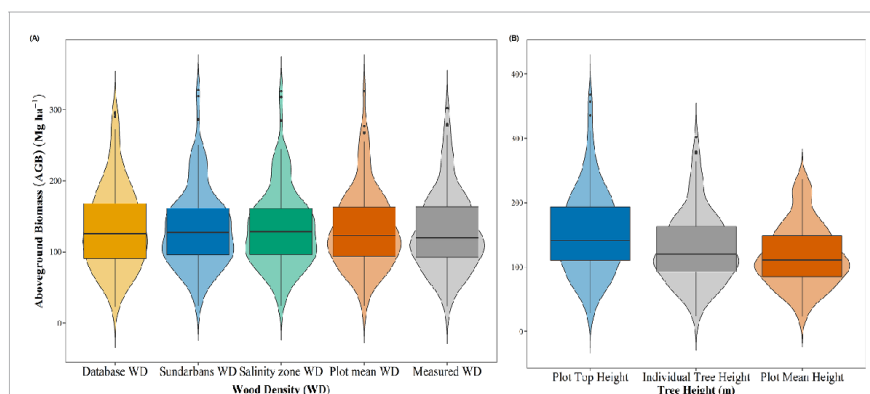 (A)
Aboveground Biomass (AGB) (Mg ha⁻¹)
300
200
150
100
0
Database WD Sundarbans WD Salinity zone WD Plot mean WD Measured WD
Wood Density (WD)
(B)
400
400
200
100
0
Plot Top Height Individual Tree Height Plot Mean Height
Tree Height (m)